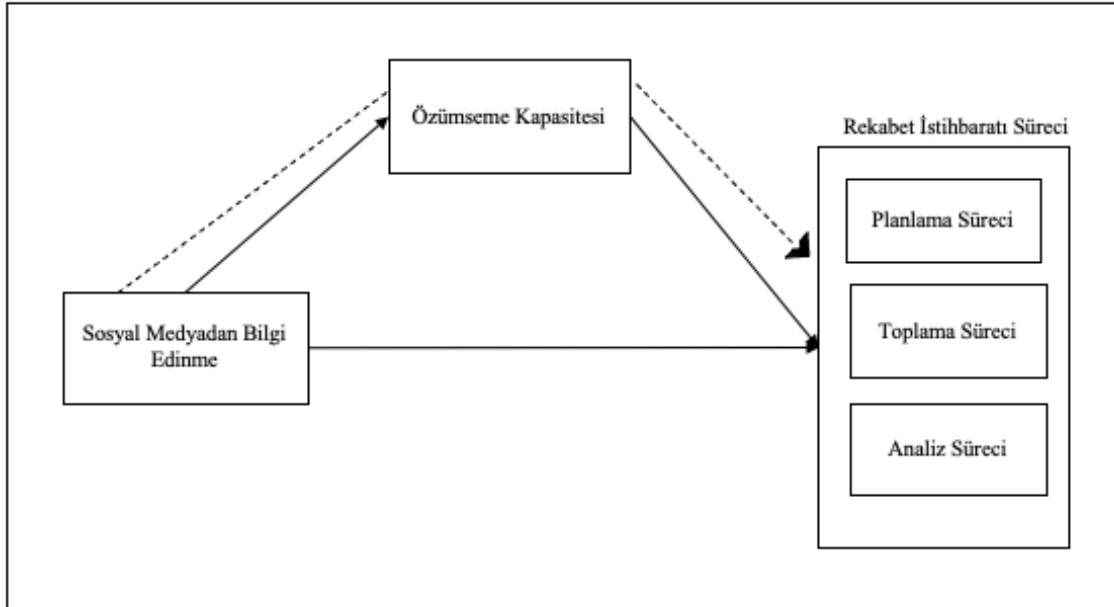 Özümseme Kapasitesi
Rekabet İstihbaratı Süreci
Planlama Süreci
Sosyal Medyadan Bilgi
Edinme
Toplama Süreci
Analiz Süreci